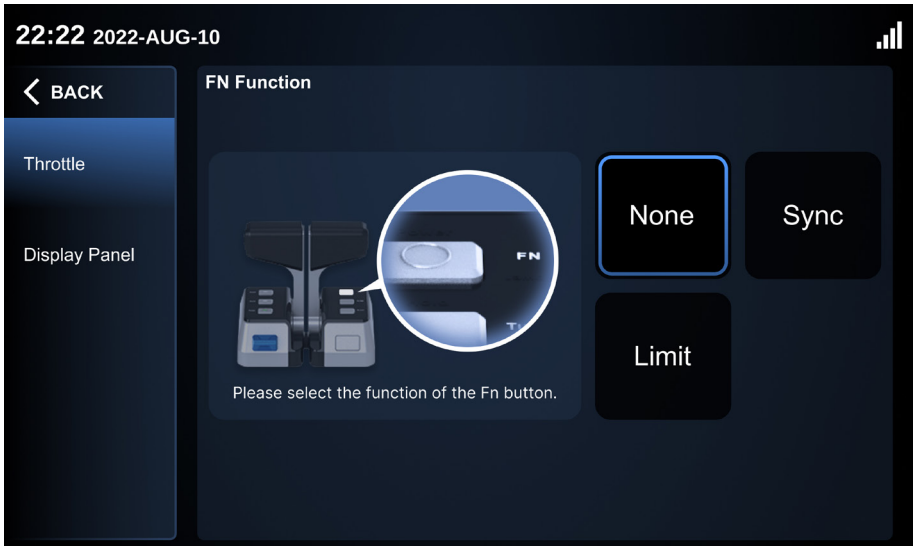 22:22 2022-AUG-10
BACK
FN Function
Throttle
Display Panel
FN
None
Sync
Limit
Please select the function of the Fn button.